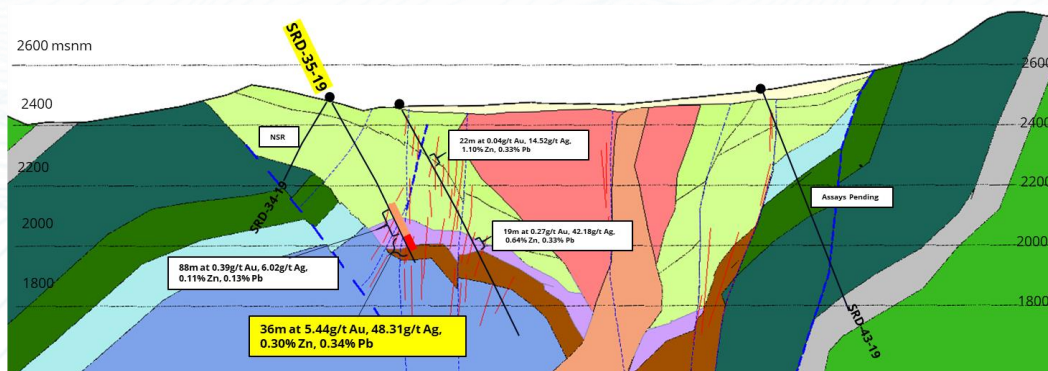 2600 msnm
2400
2200
2000
1800
SRD-35-19
NSR
SRD-34-19
22m at 0.04g/t Au, 14.52g/t Ag,
1.10% Zn, 0.33% Pb
19m at 0.27g/t Au, 42.18g/t Ag,
0.64% Zn, 0.33% Pb
88m at 0.39g/t Au, 6.02g/t Ag,
0.11% Zn, 0.13% Pb
36m at 5.44g/t Au, 48.31g/t Ag,
0.30% Zn, 0.34% Pb
Assays Pending
SRD-43-19
2600
2400
2200
2000
1800